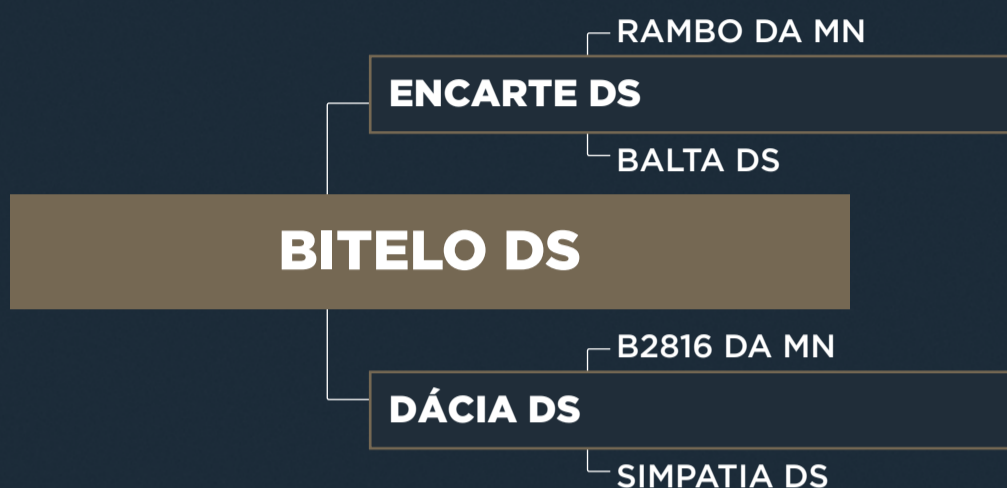 RAMBO DA MN
ENCARTE DS
BALTA DS
BITELO DS
B2816 DA MN
DÁCIA DS
SIMPATIA DS